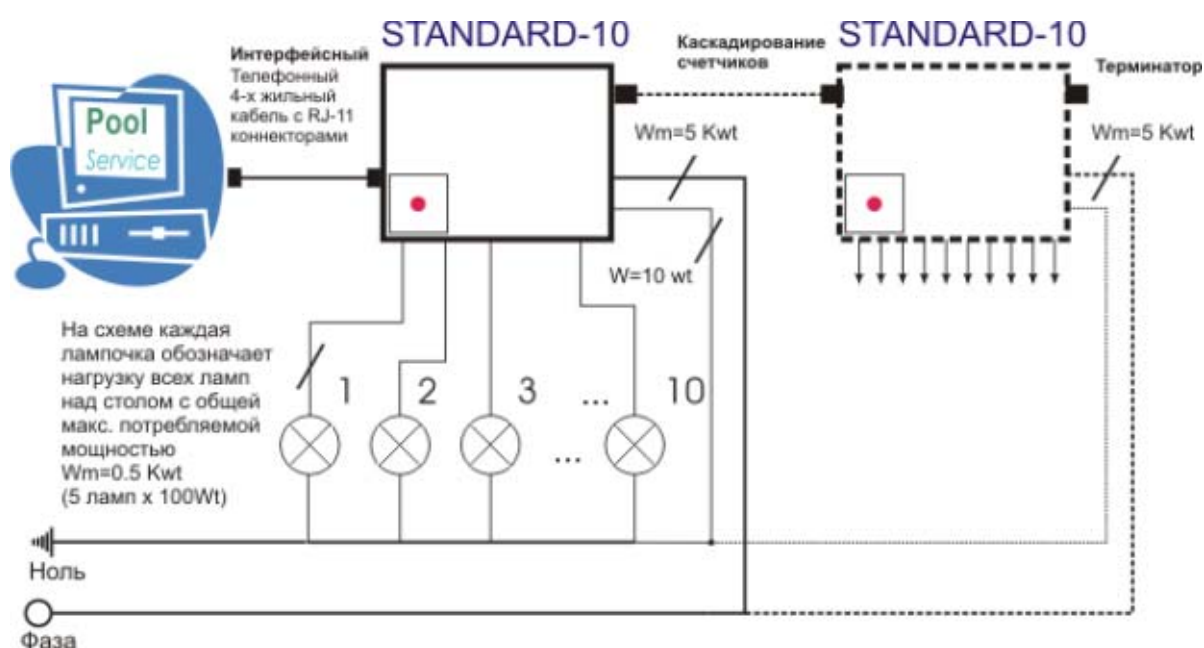 STANDARD-10
STANDARD-10
Интерфейсный
Телефонный
4-х жильный
кабель с RJ-11
коннекторами
Каскадирование
счетчиков
Терминатор
Pool
Service
Wm=5 Kwt
Wm=5 Kwt
W=10 wt
На схеме каждая
лампочка обозначает
нагрузку всех ламп
над столом с общей
макс. потребляемой
мощностью
Wm=0.5 Kwt
(5 ламп x 100Wt)
1 2 3 ... 10
...
Ноль
Фаза